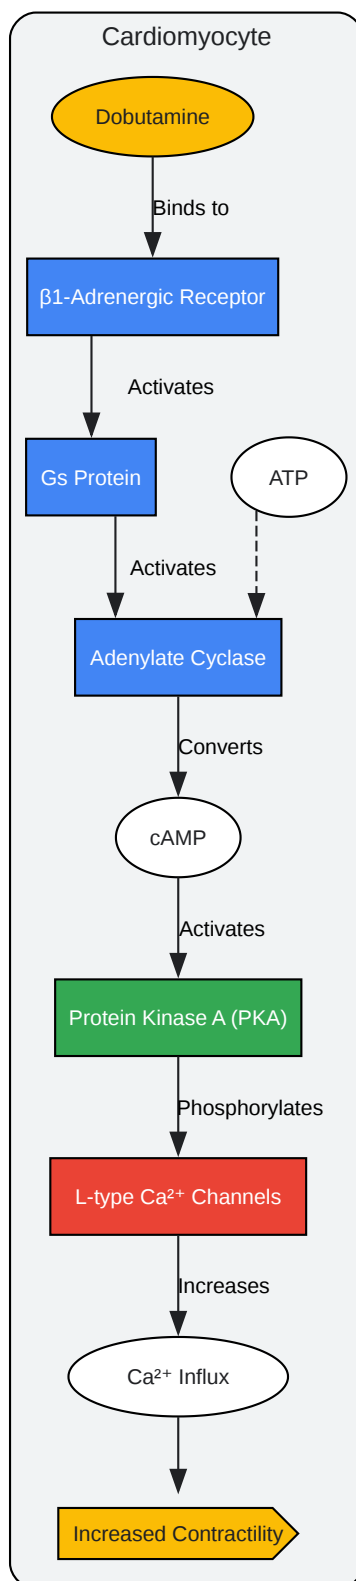 Cardiomyocyte
Dobutamine
Binds to
β1-Adrenergic Receptor
Activates
Gs Protein
ATP
Activates
Adenylate Cyclase
Converts
cAMP
Activates
Protein Kinase A (PKA)
Phosphorylates
L-type Ca²⁺ Channels
Increases
Ca²⁺ Influx
Increased Contractility